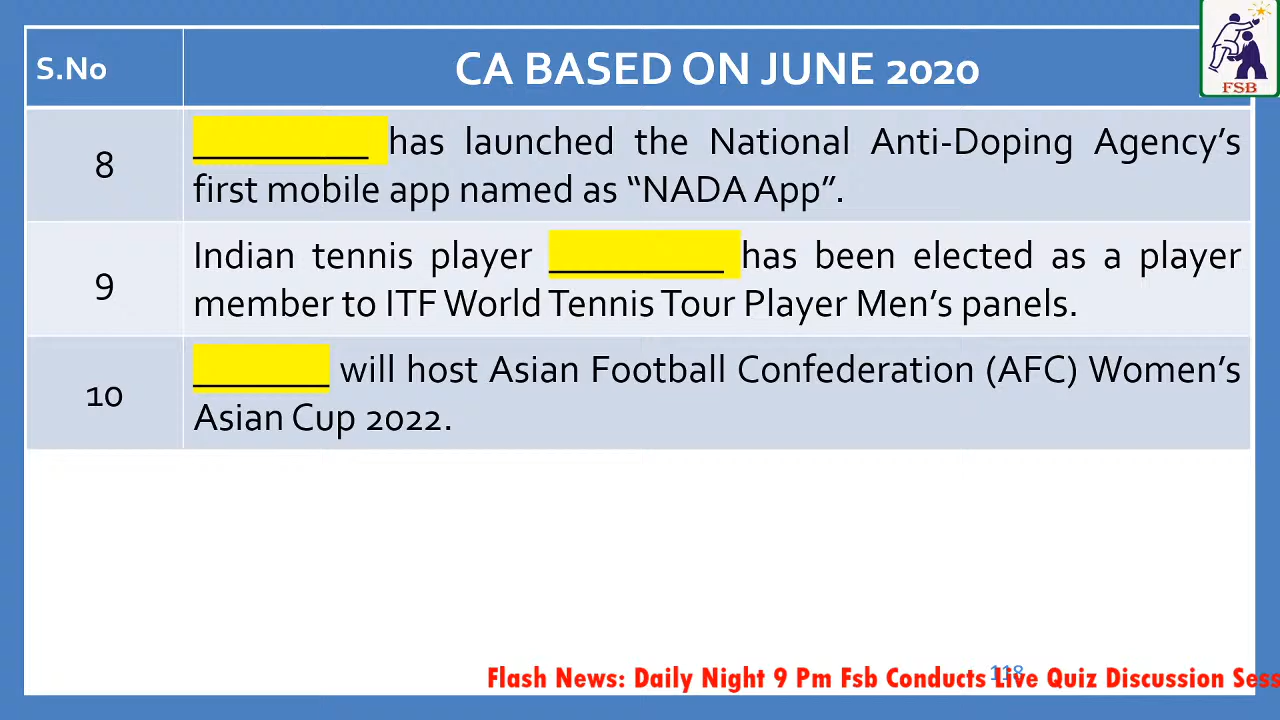 S.No
CA BASED ON JUNE 2020
FSB
8
__________ has launched the National Anti-Doping Agency’s
first mobile app named as “NADA App”.
9
Indian tennis player __________ has been elected as a player
member to ITF World Tennis Tour Player Men’s panels.
10
________ will host Asian Football Confederation (AFC) Women’s
Asian Cup 2022.
118
Flash News: Daily Night 9 Pm Fsb Conducts Live Quiz Discussion Sess